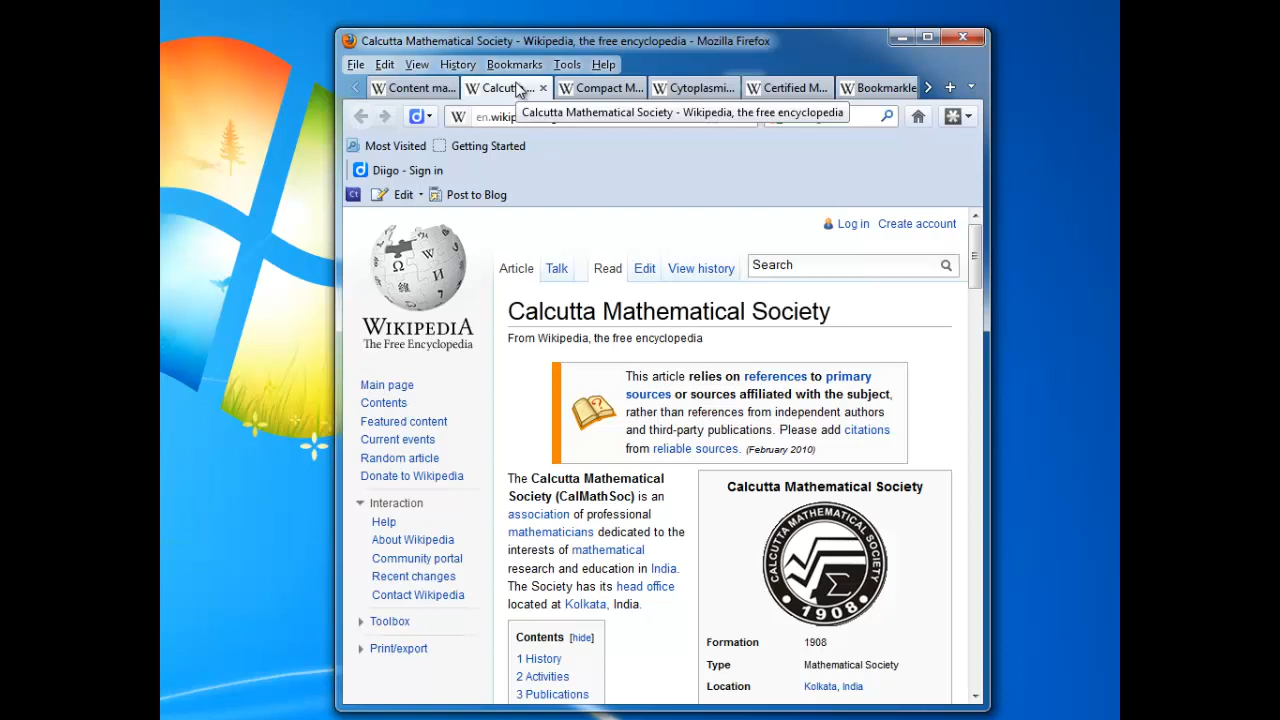 Calcutta Mathematical Society - Wikipedia, the free encyclopedia - Mozilla Firefox
File Edit View History Bookmarks Tools Help
Content ma... Calcut... Compact M... Cytoplasmi... Certified M... Bookmarkle
en.wikip
Calcutta Mathematical Society - Wikipedia, the free encyclopedia
Most Visited Getting Started
Diigo - Sign in
Ct Edit Post to Blog
Log in Create account
Article Talk Read Edit View history Search
WIKIPEDIA
The Free Encyclopedia
Calcutta Mathematical Society
From Wikipedia, the free encyclopedia
This article relies on references to primary
sources or sources affiliated with the subject,
rather than references from independent authors
and third-party publications. Please add citations
from reliable sources. (February 2010)
Main page
Contents
Featured content
Current events
Random article
Donate to Wikipedia
Interaction
Help
About Wikipedia
Community portal
Recent changes
Contact Wikipedia
Toolbox
Print/export
The Calcutta Mathematical
Society (CalMathSoc) is an
association of professional
mathematicians dedicated to the
interests of mathematical
research and education in India.
The Society has its head office
located at Kolkata, India.
Contents [hide]
1 History
2 Activities
3 Publications
Calcutta Mathematical Society
CALCUTTA MATHEMATICAL SOCIETY
Σ
• 1908 •
Formation 1908
Type Mathematical Society
Location Kolkata, India